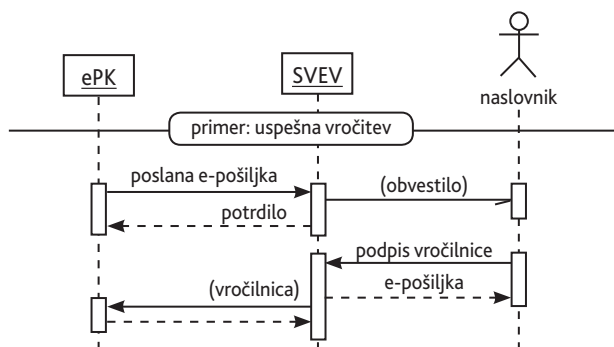 ePK
SVEV
naslovnik
primer: uspešna vročitev
poslana e-pošiljka
(obvestilo)
potrdilo
podpis vročilnice
(vročilnica)
e-pošiljka